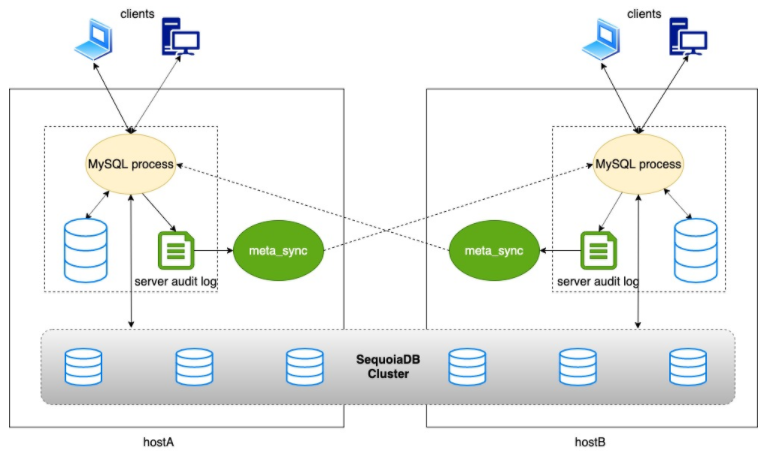 clients
clients
MySQL process
MySQL process
meta_sync
meta_sync
server audit log
server audit log
SequoiaDB
Cluster
hostA
hostB